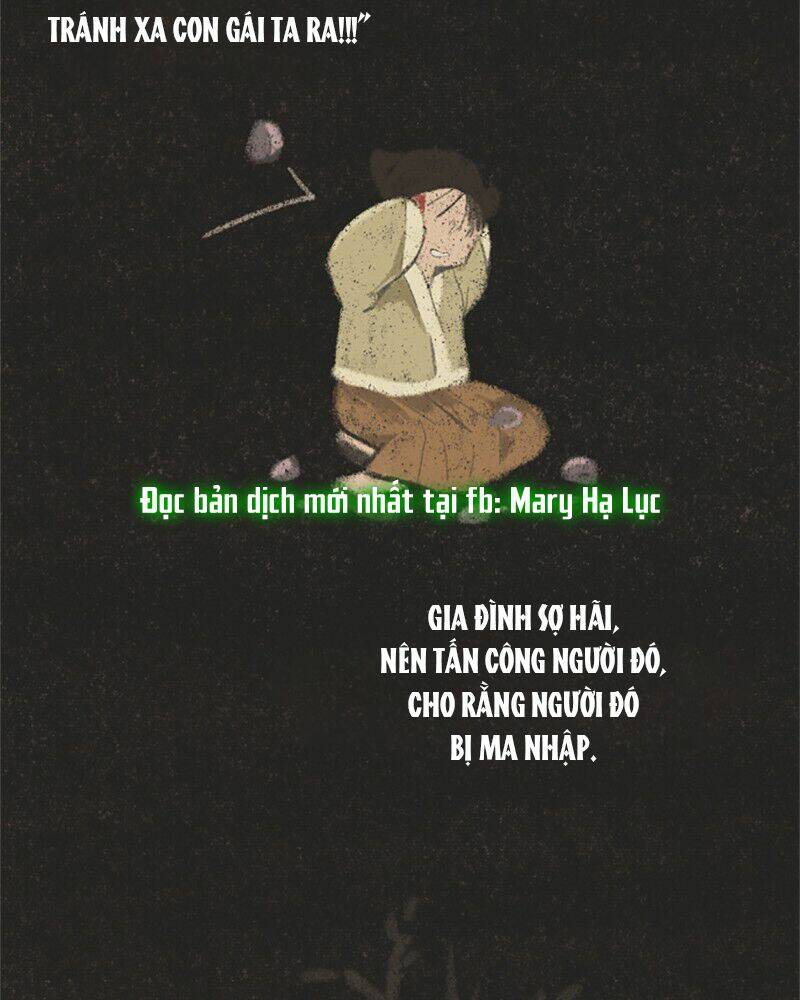 TRÁNH XA CON GÁI TA RA!!!"
Đọc bản dịch mới nhất tại fb: Mary Hạ Lục
GIA ĐÌNH SỢ HÃI,
NÊN TẤN CÔNG NGƯỜI ĐÓ,
CHO RẰNG NGƯỜI ĐÓ
BỊ MA NHẬP.